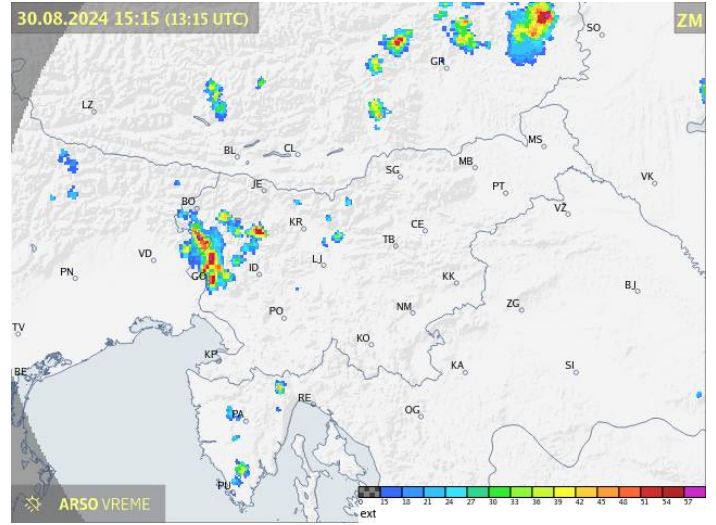 30.08.2024 15:15 (13:15 UTC)
ZM
SO
GR
LZ
BL
CL
MS
MB
SG
JE
PT
VK
BO
VŽ
KR
CE
TB
VD
LJ
GO
ID
PN
KK
BJ
NM
ZG
PO
TV
KO
KP
KA
SI
BE
RE
OG
PA
PU
ARSO VREME
0 15 18 21 24 27 30 33 36 39 42 45 48 51 54 57
ext